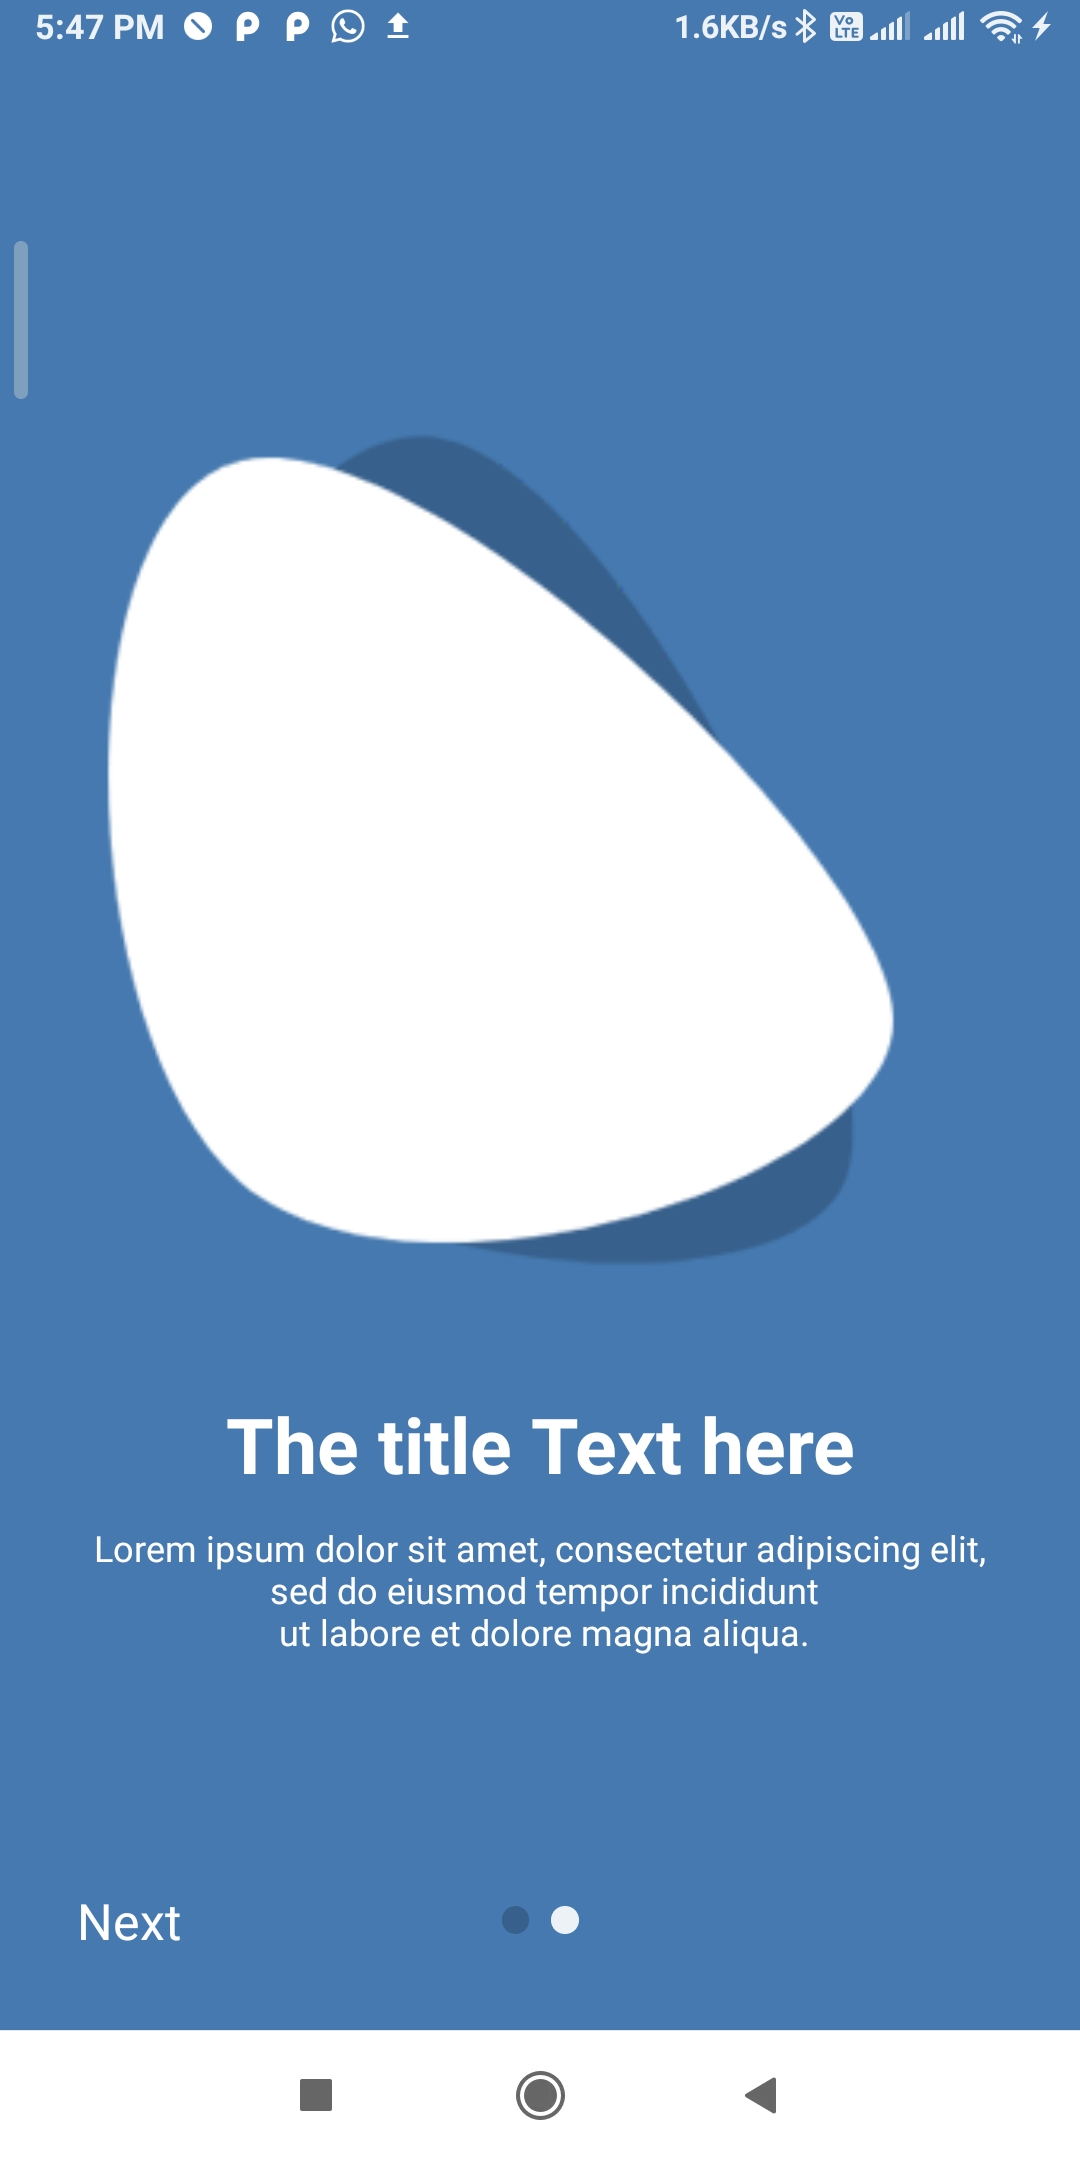 5:47 PM 1.6KB/s Vo LTE
The title Text here
Lorem ipsum dolor sit amet, consectetur adipiscing elit,
sed do eiusmod tempor incididunt
ut labore et dolore magna aliqua.
Next